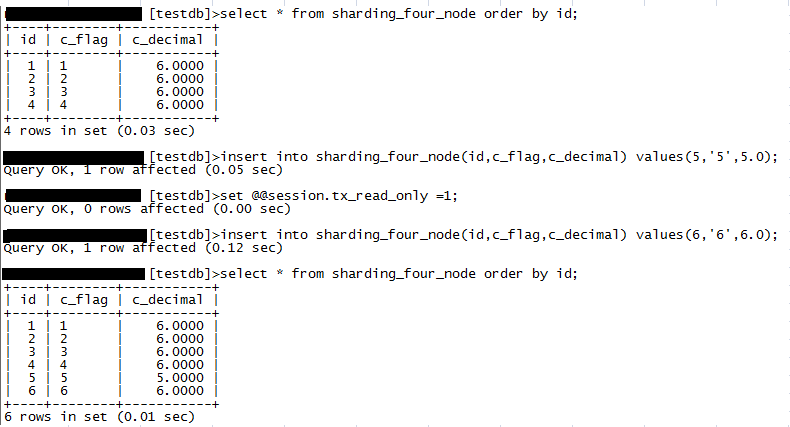 [testdb]>select * from sharding_four_node order by id;
+----+--------+-----------+
| id | c_flag | c_decimal |
+----+--------+-----------+
| 1 | 1 | 6.0000 |
| 2 | 2 | 6.0000 |
| 3 | 3 | 6.0000 |
| 4 | 4 | 6.0000 |
+----+--------+-----------+
4 rows in set (0.03 sec)
[testdb]>insert into sharding_four_node(id,c_flag,c_decimal) values(5,'5',5.0);
Query OK, 1 row affected (0.05 sec)
[testdb]>set @@session.tx_read_only =1;
Query OK, 0 rows affected (0.00 sec)
[testdb]>insert into sharding_four_node(id,c_flag,c_decimal) values(6,'6',6.0);
Query OK, 1 row affected (0.12 sec)
[testdb]>select * from sharding_four_node order by id;
+----+--------+-----------+
| id | c_flag | c_decimal |
+----+--------+-----------+
| 1 | 1 | 6.0000 |
| 2 | 2 | 6.0000 |
| 3 | 3 | 6.0000 |
| 4 | 4 | 6.0000 |
| 5 | 5 | 5.0000 |
| 6 | 6 | 6.0000 |
+----+--------+-----------+
6 rows in set (0.01 sec)